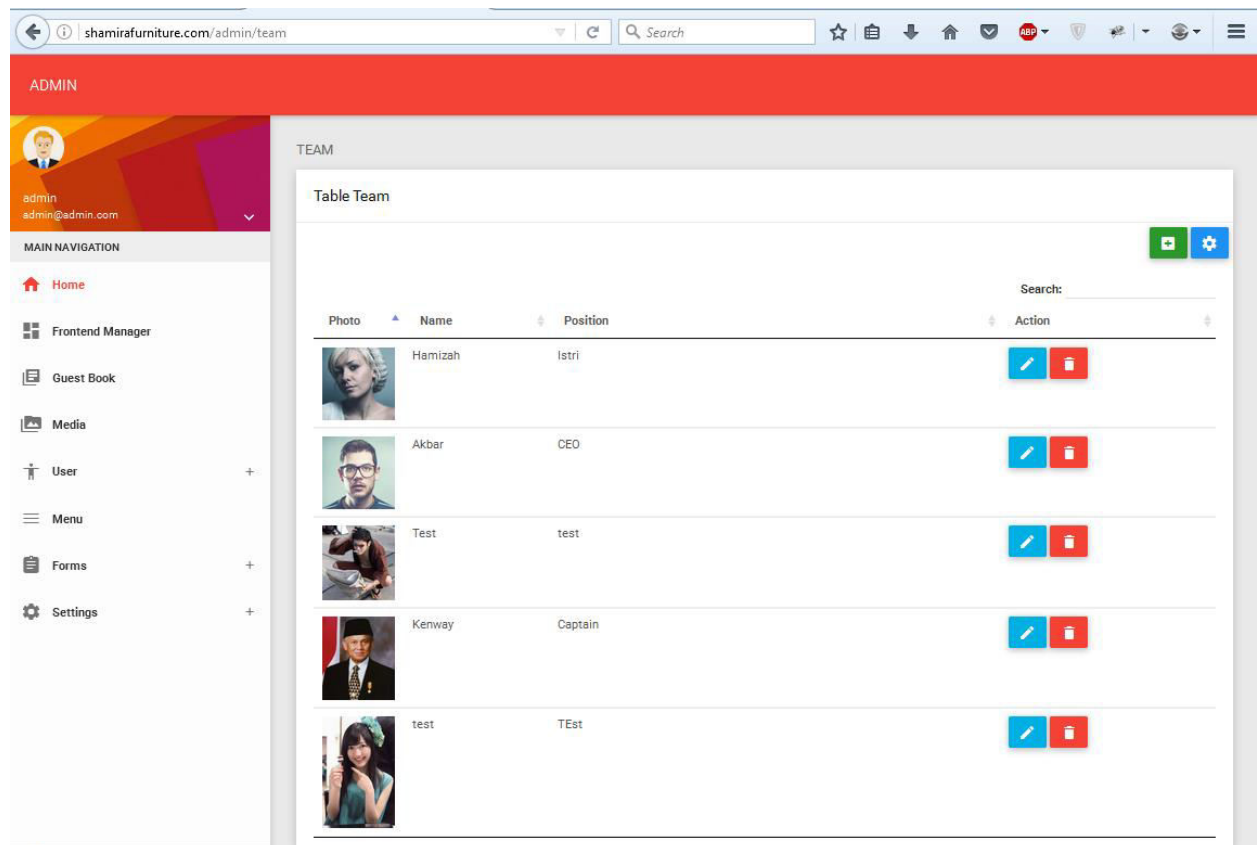 shamirafurniture.com/admin/team
Search
ABP
ADMIN
admin
admin@admin.com
MAIN NAVIGATION
Home
Frontend Manager
Guest Book
Media
User +
Menu
Forms +
Settings +
TEAM
Table Team
Search:
Photo Name Position Action
Hamizah Istri
Akbar CEO
Test test
Kenway Captain
test TEst